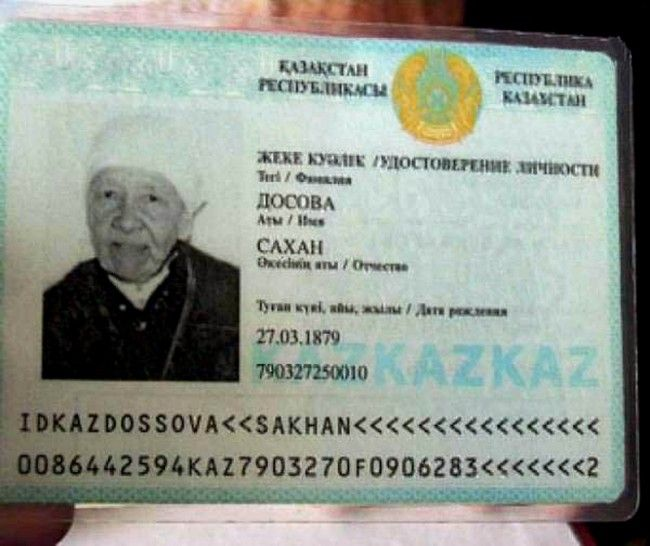 ҚАЗАҚСТАН
РЕСПУБЛИКАСЫ
РЕСПУБЛИКА
КАЗАХСТАН
ЖЕКЕ КУӘЛІК / УДОСТОВЕРЕНИЕ ЛИЧНОСТИ
Тегі / Фамилия
ДОСОВА
Аты / Имя
САХАН
Әкесінің аты / Отчество
Туған күні, айы, жылы / Дата рождения
27.03.1879
790327250010
KAZKAZKAZ
IDKAZDOSSOVA<<SAKHAN<<<<<<<<<<<<<<<<
0086442594KAZ7903270F0906283<<<<<<<2